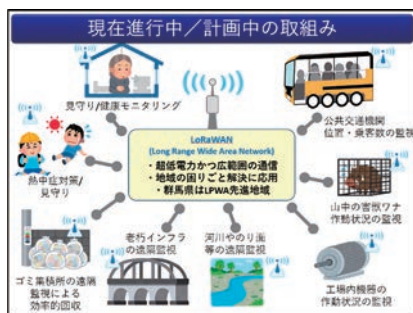 現在進行中／計画中の取組み
見守り/健康モニタリング
公共交通機関
位置・乗客数の監視
LoRaWAN
(Long Range Wide Area Network)
・超低電力かつ広範囲の通信
・地域の困りごと解決に応用
・群馬県はLPWA先進地域
熱中症対策/
見守り
山中の害獣ワナ
作動状況の監視
老朽インフラ
の遠隔監視
河川やのり面
等の遠隔監視
ゴミ集積所の遠隔
監視による
効率的回収
工場内機器の
作動状況の監視